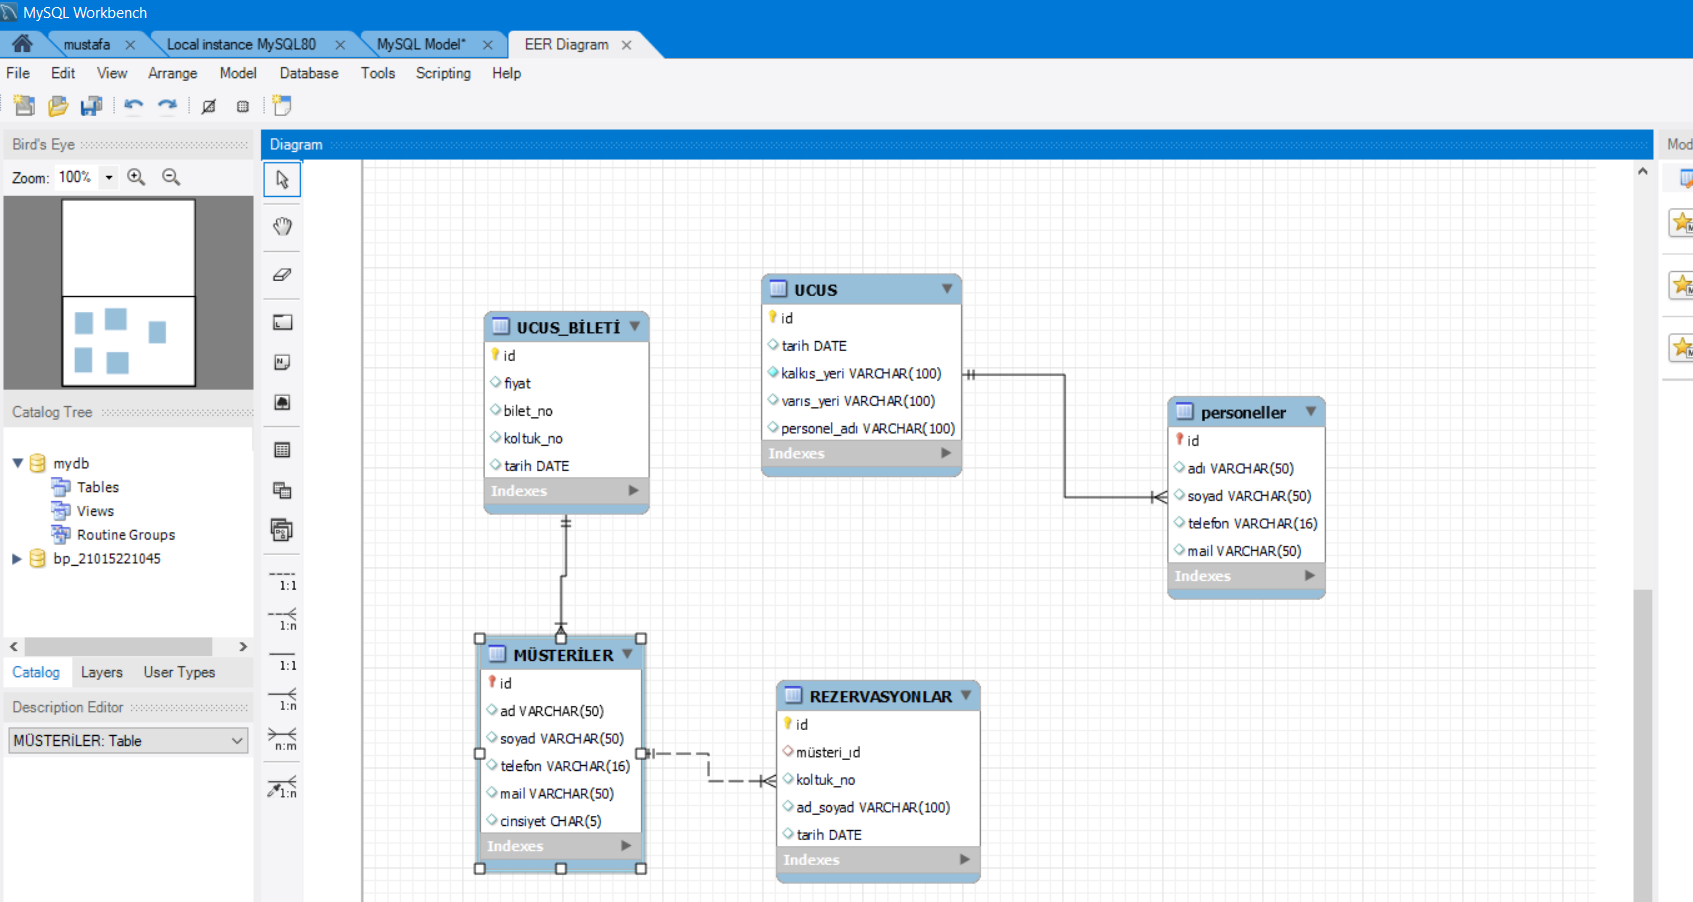 MySQL Workbench
mustafa
Local instance MySQL80
MySQL Model*
EER Diagram
File Edit View Arrange Model Database Tools Scripting Help
Bird's Eye
Zoom: 100%
Diagram
UCUS
id
tarih DATE
kalkıs_yeri VARCHAR(100)
varıs_yeri VARCHAR(100)
personel_adı VARCHAR(100)
Indexes
UCUS_BİLETİ
id
fiyat
bilet_no
koltuk_no
tarih DATE
Indexes
personeller
id
adı VARCHAR(50)
soyad VARCHAR(50)
telefon VARCHAR(16)
mail VARCHAR(50)
Indexes
MÜSTERİLER
id
ad VARCHAR(50)
soyad VARCHAR(50)
telefon VARCHAR(16)
mail VARCHAR(50)
cinsiyet CHAR(5)
Indexes
REZERVASYONLAR
id
müsteri_ıd
koltuk_no
ad_soyad VARCHAR(100)
tarih DATE
Indexes
Catalog Tree
mydb
Tables
Views
Routine Groups
bp_21015221045
Catalog Layers User Types
Description Editor
MÜSTERİLER: Table
1:1
1:n
1:1
1:n
n:m
1:n
Mod